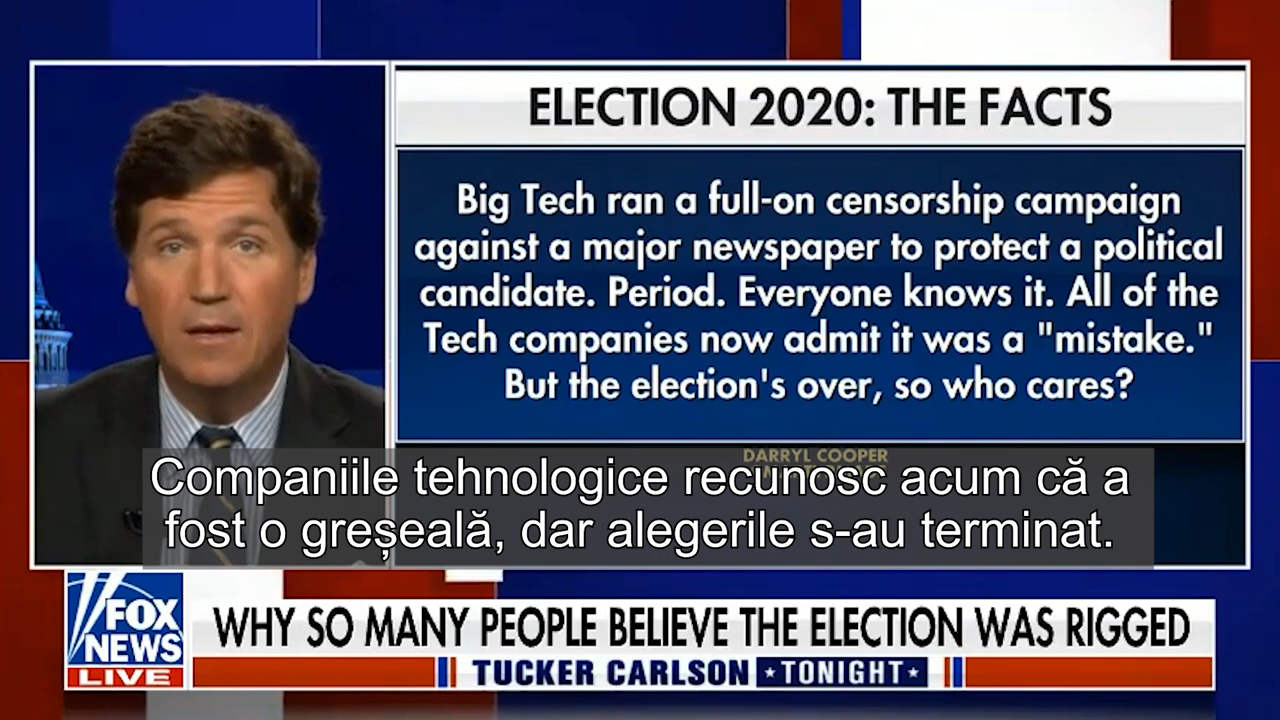 ELECTION 2020: THE FACTS
Big Tech ran a full-on censorship campaign
against a major newspaper to protect a political
candidate. Period. Everyone knows it. All of the
Tech companies now admit it was a "mistake."
But the election's over, so who cares?
DARRYL COOPER
Companiile tehnologice recunosc acum că a
fost o greșeală, dar alegerile s-au terminat.
FOX
NEWS
LIVE
WHY SO MANY PEOPLE BELIEVE THE ELECTION WAS RIGGED
TUCKER CARLSON TONIGHT